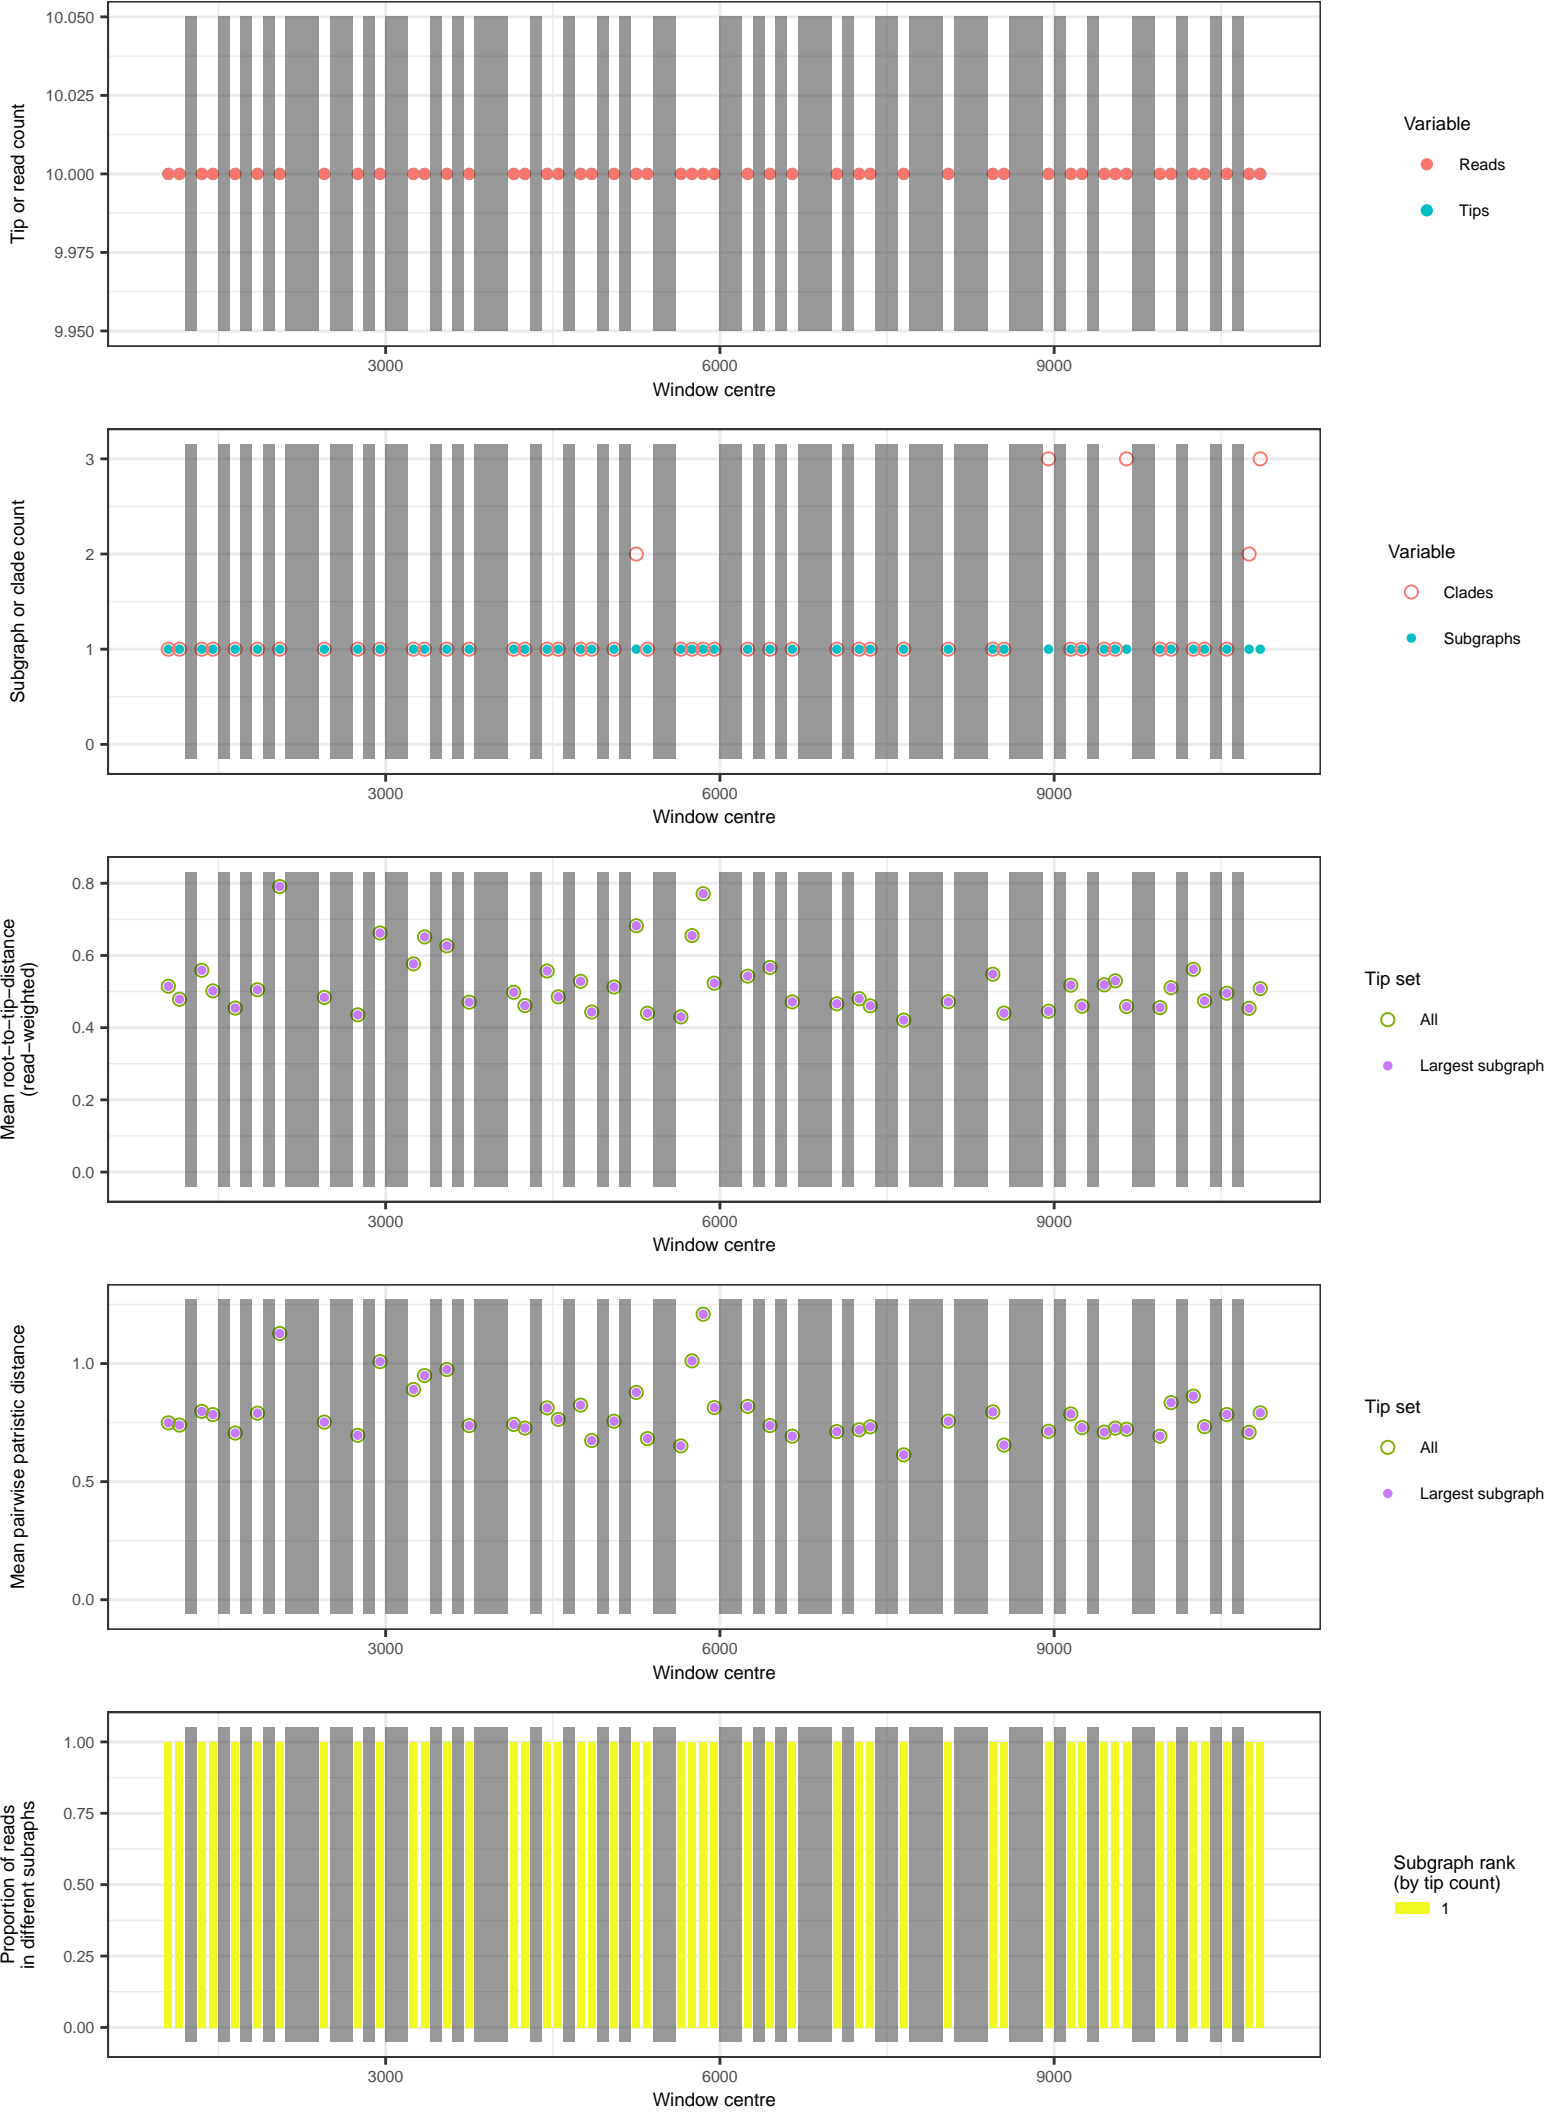 10.050
10.025
10.000
9.975
9.950
Tip or read count
3000
6000
9000
Window centre
Variable
Reads
Tips
3
2
1
0
Subgraph or clade count
3000
6000
9000
Window centre
Variable
Clades
Subgraphs
0.8
0.6
0.4
0.2
0.0
Mean root−to−tip−distance
(read−weighted)
3000
6000
9000
Window centre
Tip set
All
Largest subgraph
1.0
0.5
0.0
Mean pairwise patristic distance
3000
6000
9000
Window centre
Tip set
All
Largest subgraph
1.00
0.75
0.50
0.25
0.00
Proportion of reads
in different subraphs
3000
6000
9000
Window centre
Subgraph rank
(by tip count)
1